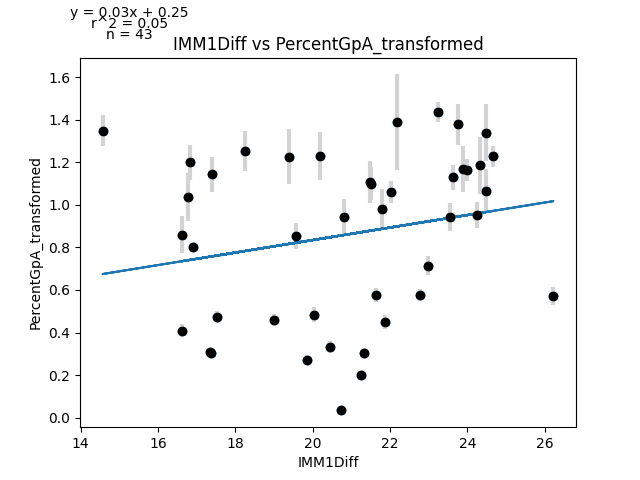 y = 0.03x + 0.25
r^2 = 0.05
n = 43
IMM1Diff vs PercentGpA_transformed
1.6
1.4
1.2
1.0
0.8
0.6
0.4
0.2
0.0
PercentGpA_transformed
14
16
18
20
22
24
26
IMM1Diff